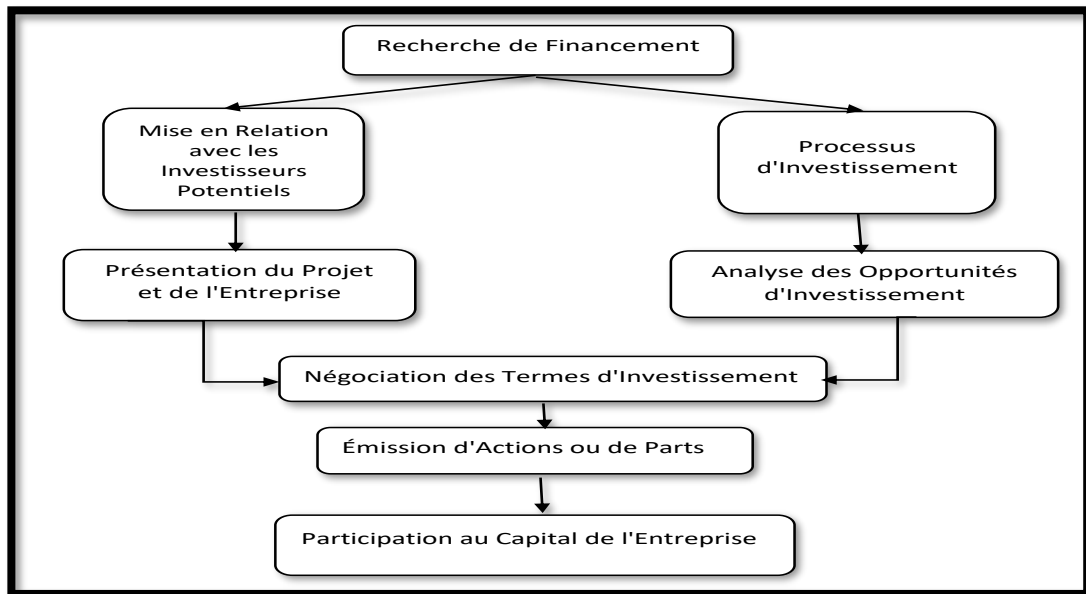 Recherche de Financement
Mise en Relation
avec les
Investisseurs
Potentiels
Processus
d'Investissement
Présentation du Projet
et de l'Entreprise
Analyse des Opportunités
d'Investissement
Négociation des Termes d'Investissement
Émission d'Actions ou de Parts
Participation au Capital de l'Entreprise